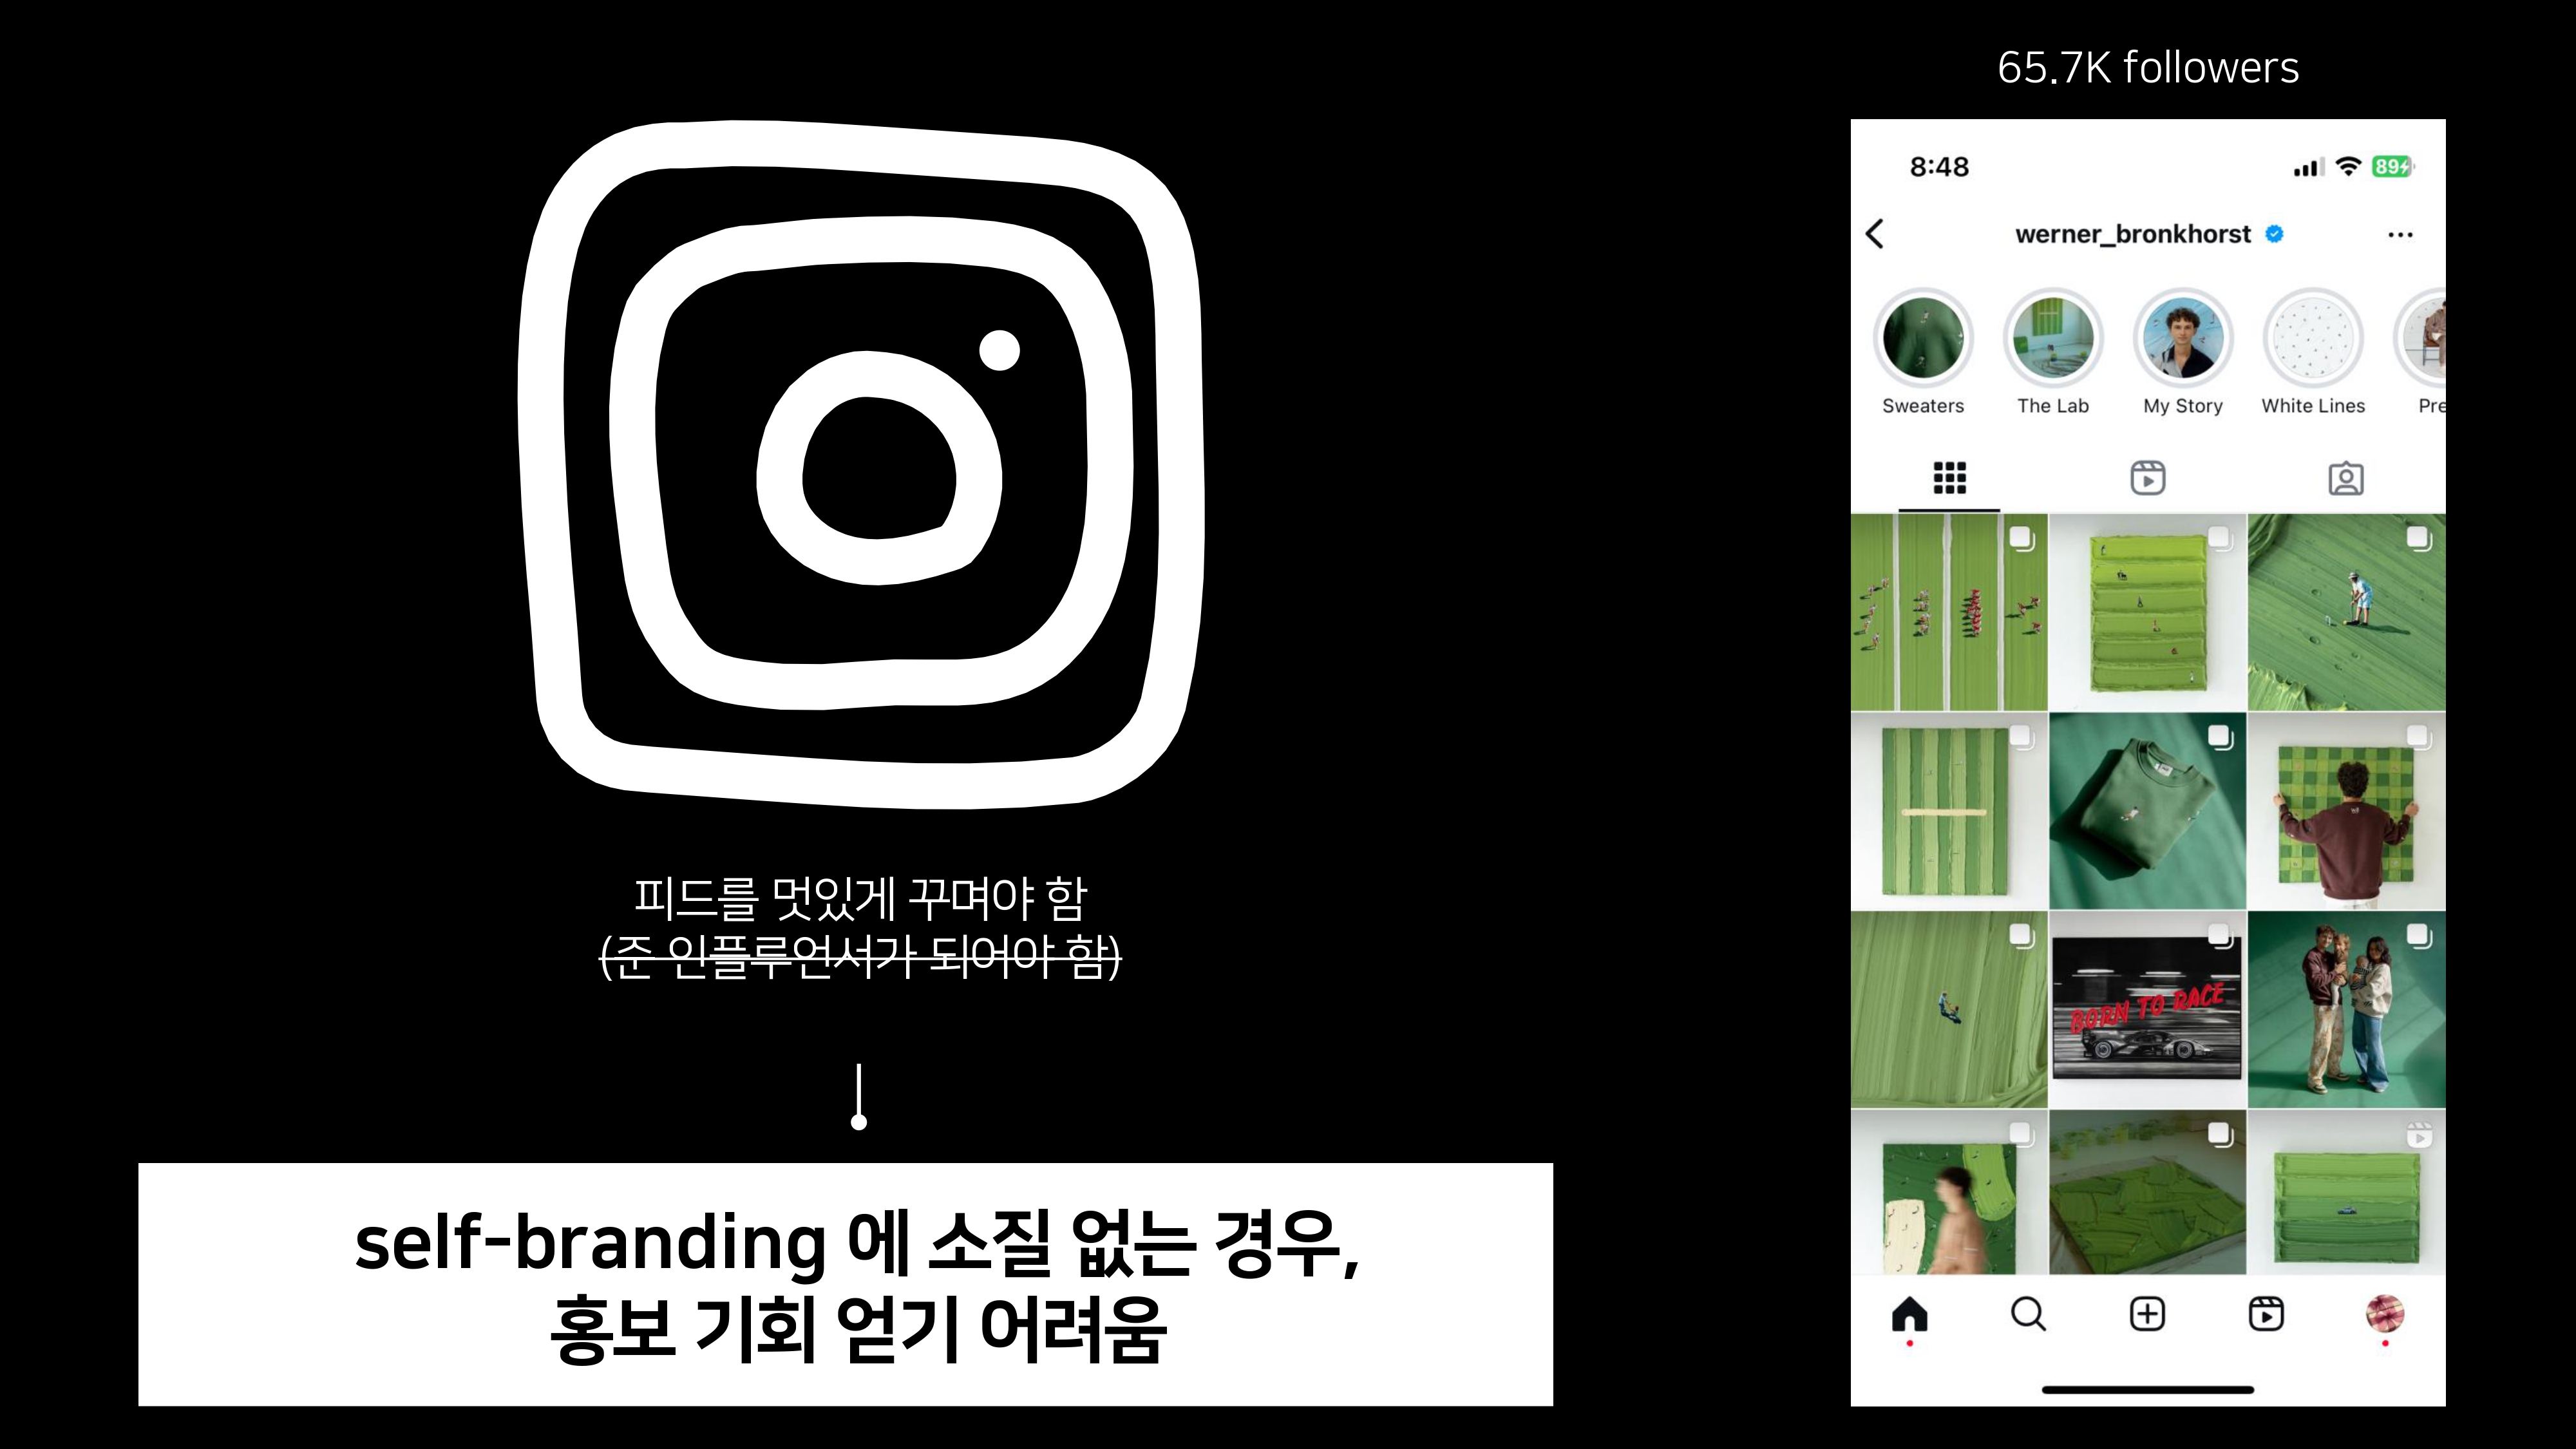 65.7K followers
8:48
89
werner_bronkhorst
Sweaters
The Lab
My Story
White Lines
Pre
BORN TO RACE
피드를 멋있게 꾸며야 함
(준 인플루언서가 되어야 함)
self-branding 에 소질 없는 경우,
홍보 기회 얻기 어려움